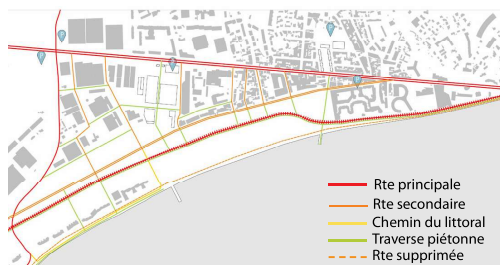 Rte principale
Rte secondaire
Chemin du littoral
Traverse piétonne
Rte supprimée